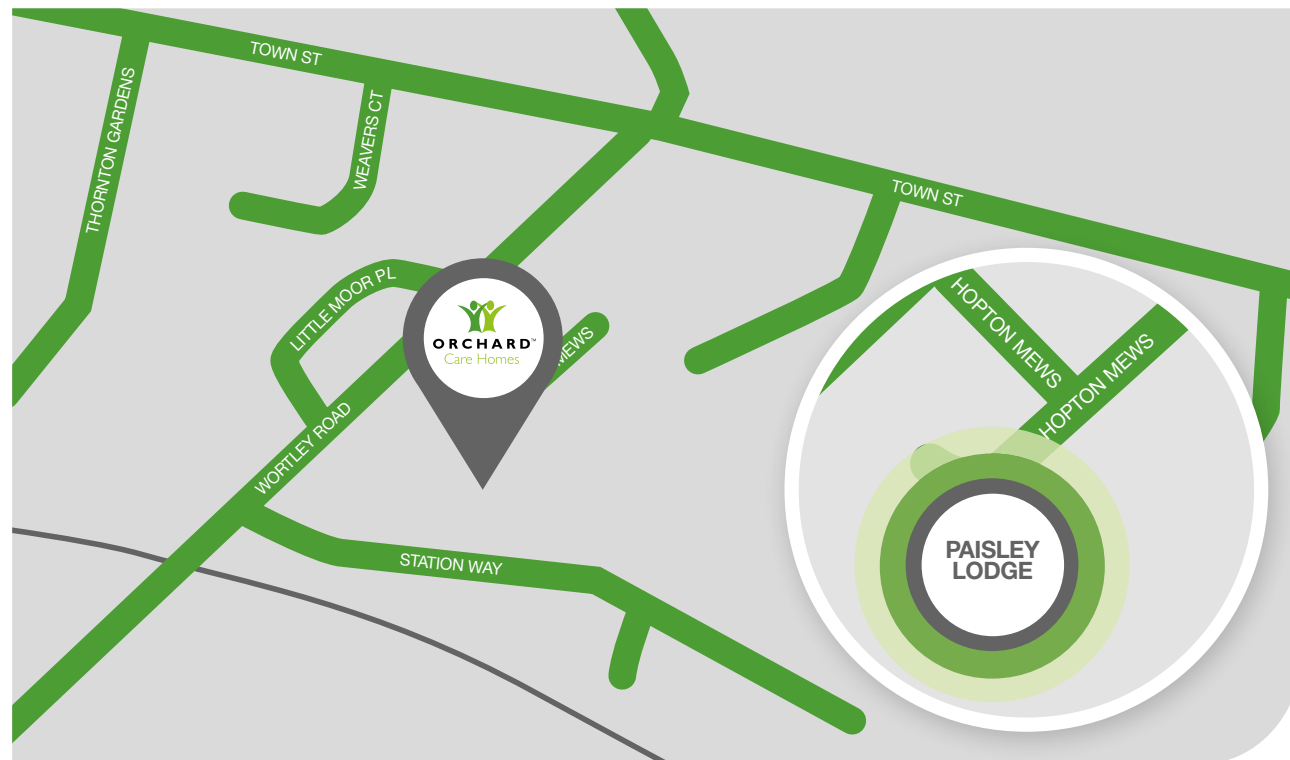 TOWN ST
THORNTON GARDENS
WEAVERS CT
TOWN ST
LITTLE MOOR PL
ORCHARD™
Care Homes
MEWS
WORTLEY ROAD
STATION WAY
HOPTON MEWS
HOPTON MEWS
PAISLEY
LODGE